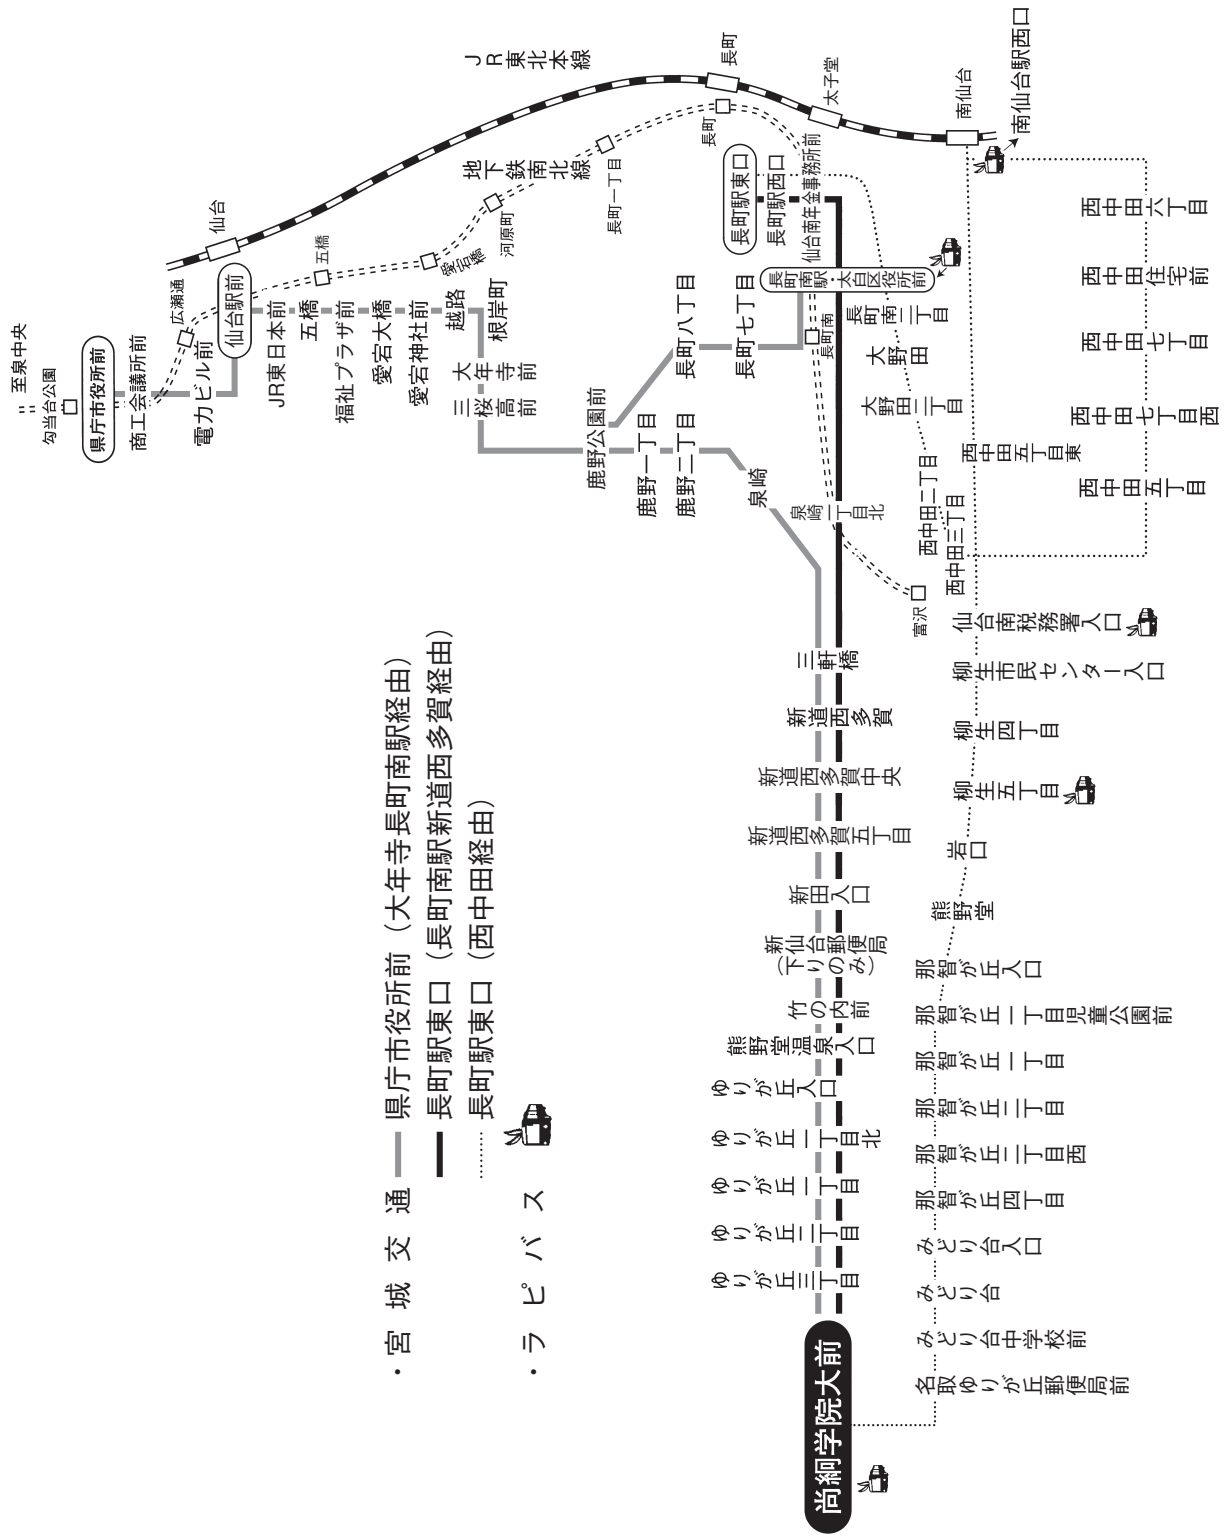 ・宮城交通
県庁市役所前（大年寺長町南駅経由）
長町駅東口（長町南駅新道西多賀経由）
長町駅東口（西中田経由）
・ラピバス
至泉中央
勾当台公園
県庁市役所前
商工会議所前
広瀬通
電力ビル前
仙台駅前
仙台
JR東日本前
五橋
五橋
福祉プラザ前
愛宕大橋
愛宕神社前
愛宕橋
越路
根岸町
大年寺前
三桜高前
河原町
地下鉄南北線
JR東北本線
長町一丁目
長町
長町
太子堂
南仙台
南仙台駅西口
鹿野公園前
鹿野一丁目
鹿野二丁目
泉崎
長町八丁目
長町七丁目
長町駅東口
長町駅西口
仙台南年金事務所前
長町南駅・太白区役所前
長町南
長町南三丁目
大野田
大野田二丁目
泉崎一丁目北
富沢
西中田二丁目
西中田三丁目
西中田五丁目東
西中田六丁目
西中田住宅前
西中田七丁目
西中田七丁目西
西中田五丁目
三軒橋
新道西多賀
新道西多賀中央
新道西多賀五丁目
新田入口
新仙台郵便局
（下りのみ）
竹の内前
熊野堂温泉入口
ゆりが丘入口
ゆりが丘一丁目北
ゆりが丘一丁目
ゆりが丘二丁目
ゆりが丘三丁目
尚絅学院大前
仙台南税務署入口
柳生市民センター入口
柳生四丁目
柳生五丁目
岩口
熊野堂
那智が丘入口
那智が丘一丁目児童公園前
那智が丘一丁目
那智が丘二丁目
那智が丘二丁目西
那智が丘四丁目
みどり台入口
みどり台
みどり台中学校前
名取ゆりが丘郵便局前